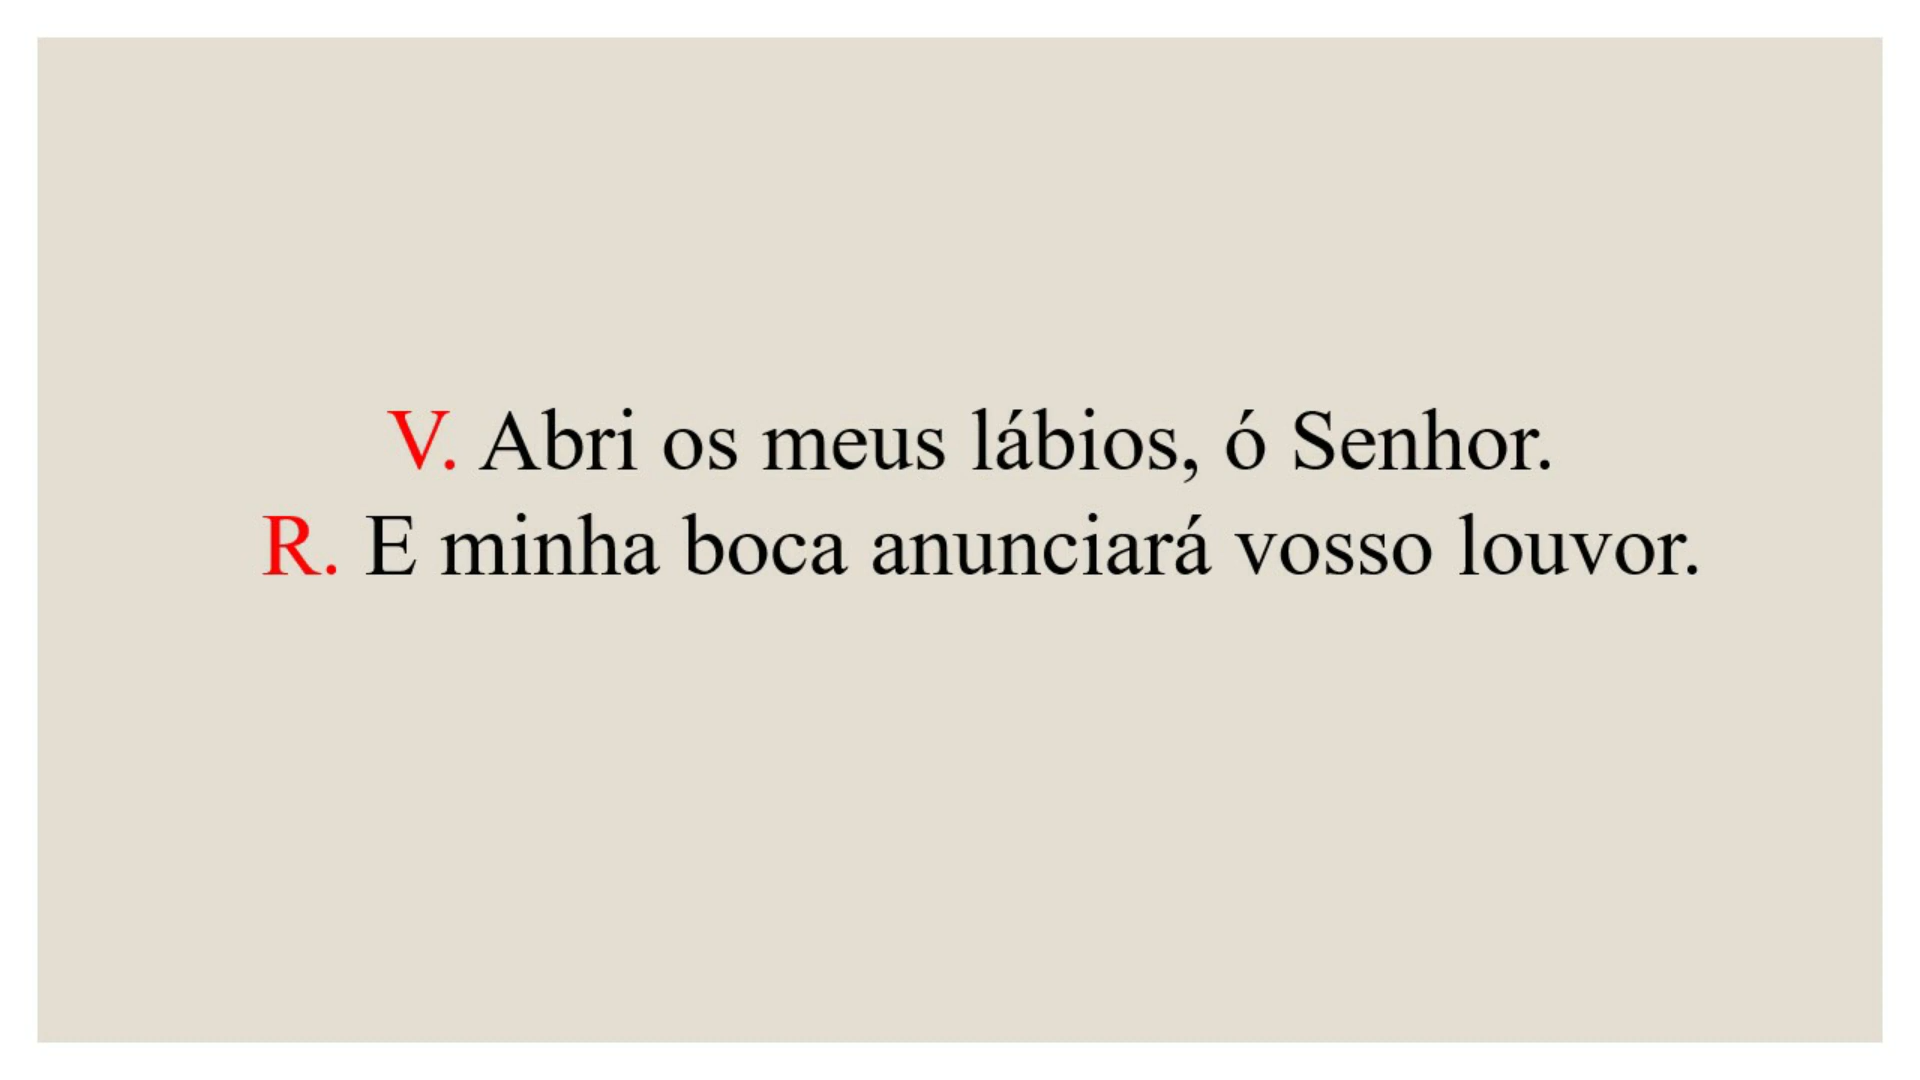 V. Abri os meus lábios, ó Senhor.
R. E minha boca anunciará vosso louvor.